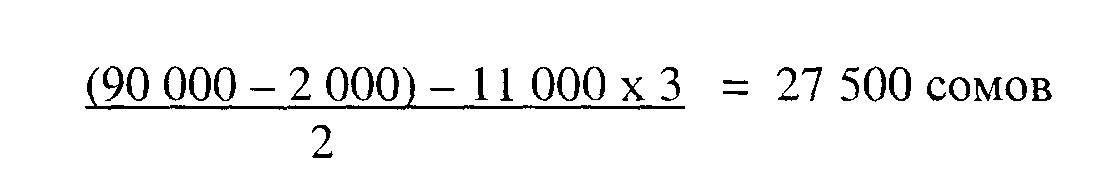 (90 000 – 2 000) – 11 000 х 3 = 27 500 сомов
2